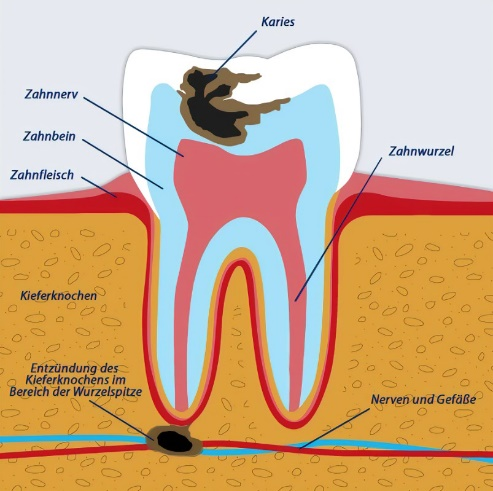 Karies
Zahnnerv
Zahnbein
Zahnfleisch
Zahnwurzel
Kieferknochen
Entzündung des
Kieferknochens im
Bereich der Wurzelspitze
Nerven und Gefäße